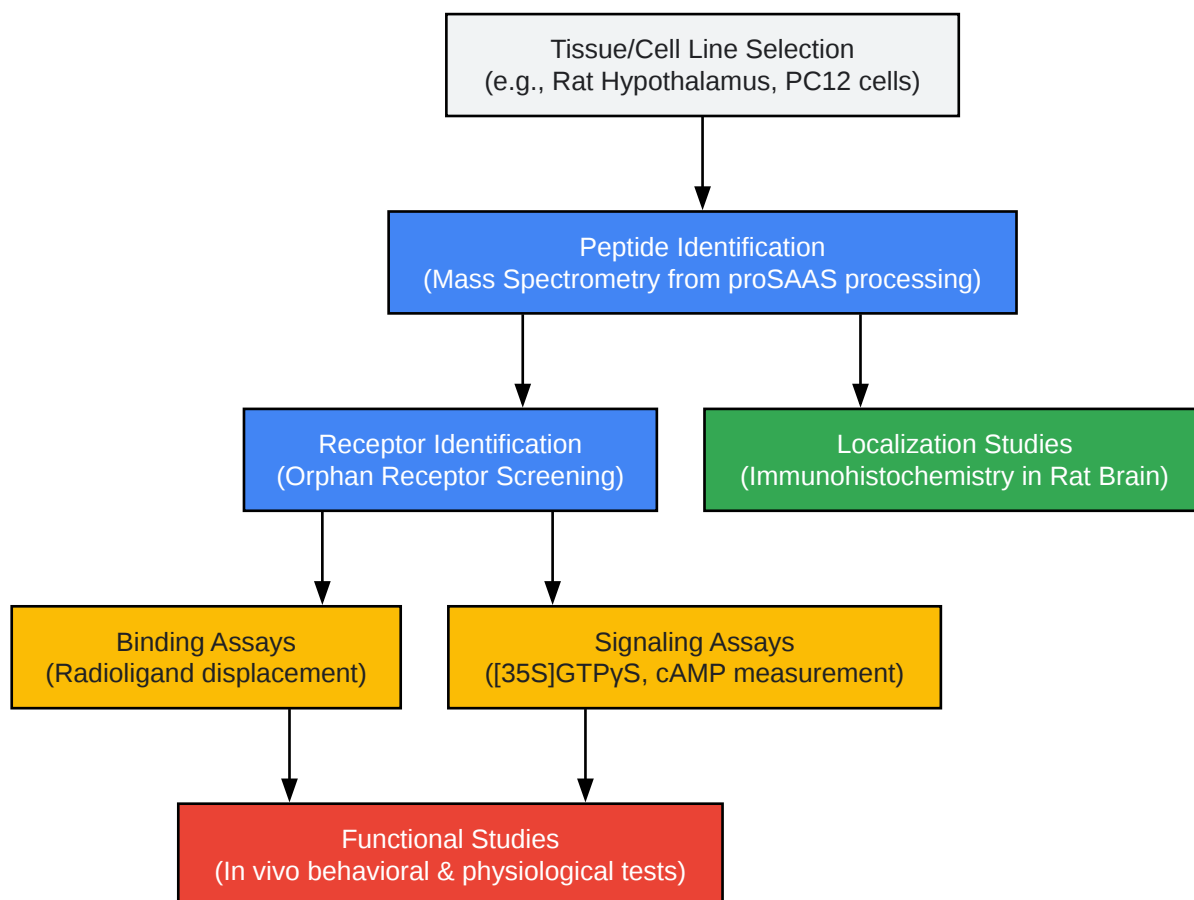 Tissue/Cell Line Selection
(e.g., Rat Hypothalamus, PC12 cells)
Peptide Identification
(Mass Spectrometry from proSAAS processing)
Receptor Identification
(Orphan Receptor Screening)
Localization Studies
(Immunohistochemistry in Rat Brain)
Binding Assays
(Radioligand displacement)
Signaling Assays
([35S]GTPγS, cAMP measurement)
Functional Studies
(In vivo behavioral & physiological tests)